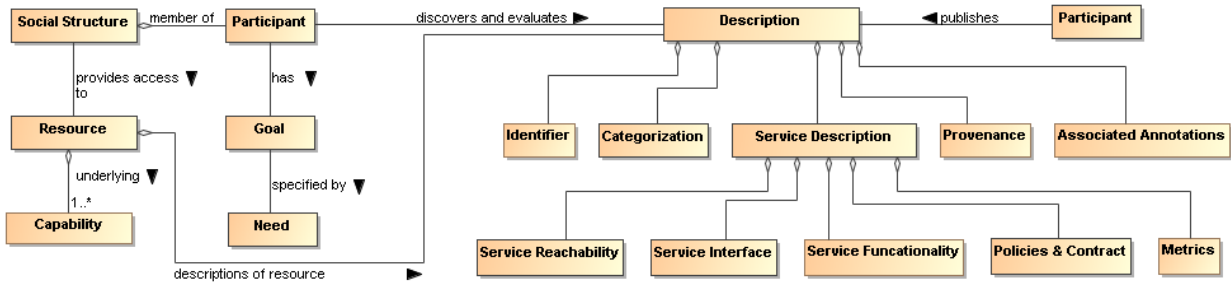 Social Structure
member of
Participant
discovers and evaluates
Description
publishes
Participant
provides access
to
has
Resource
Goal
Identifier
Categorization
Service Description
Provenance
Associated Annotations
underlying
specified by
1..*
Capability
Need
Service Reachability
Service Interface
Service Funcationality
Policies & Contract
Metrics
descriptions of resource